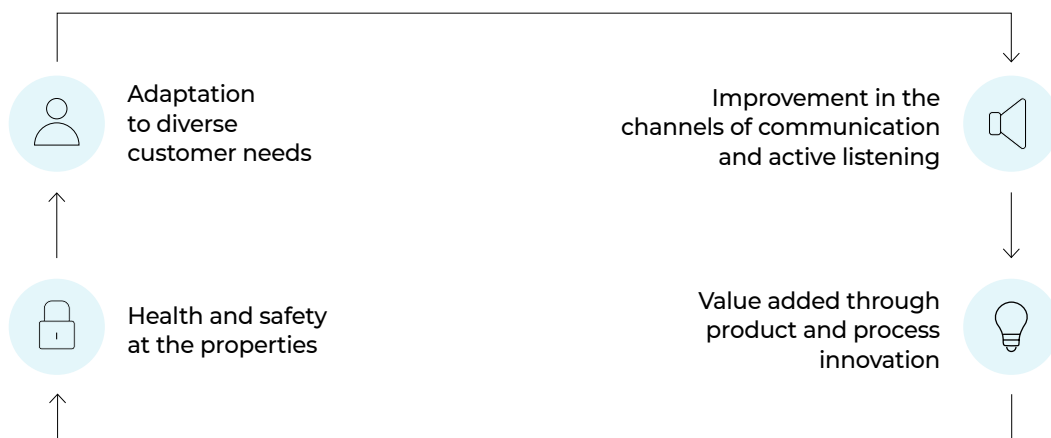 Adaptation
to diverse
customer needs
Improvement in the
channels of communication
and active listening
Health and safety
at the properties
Value added through
product and process
innovation